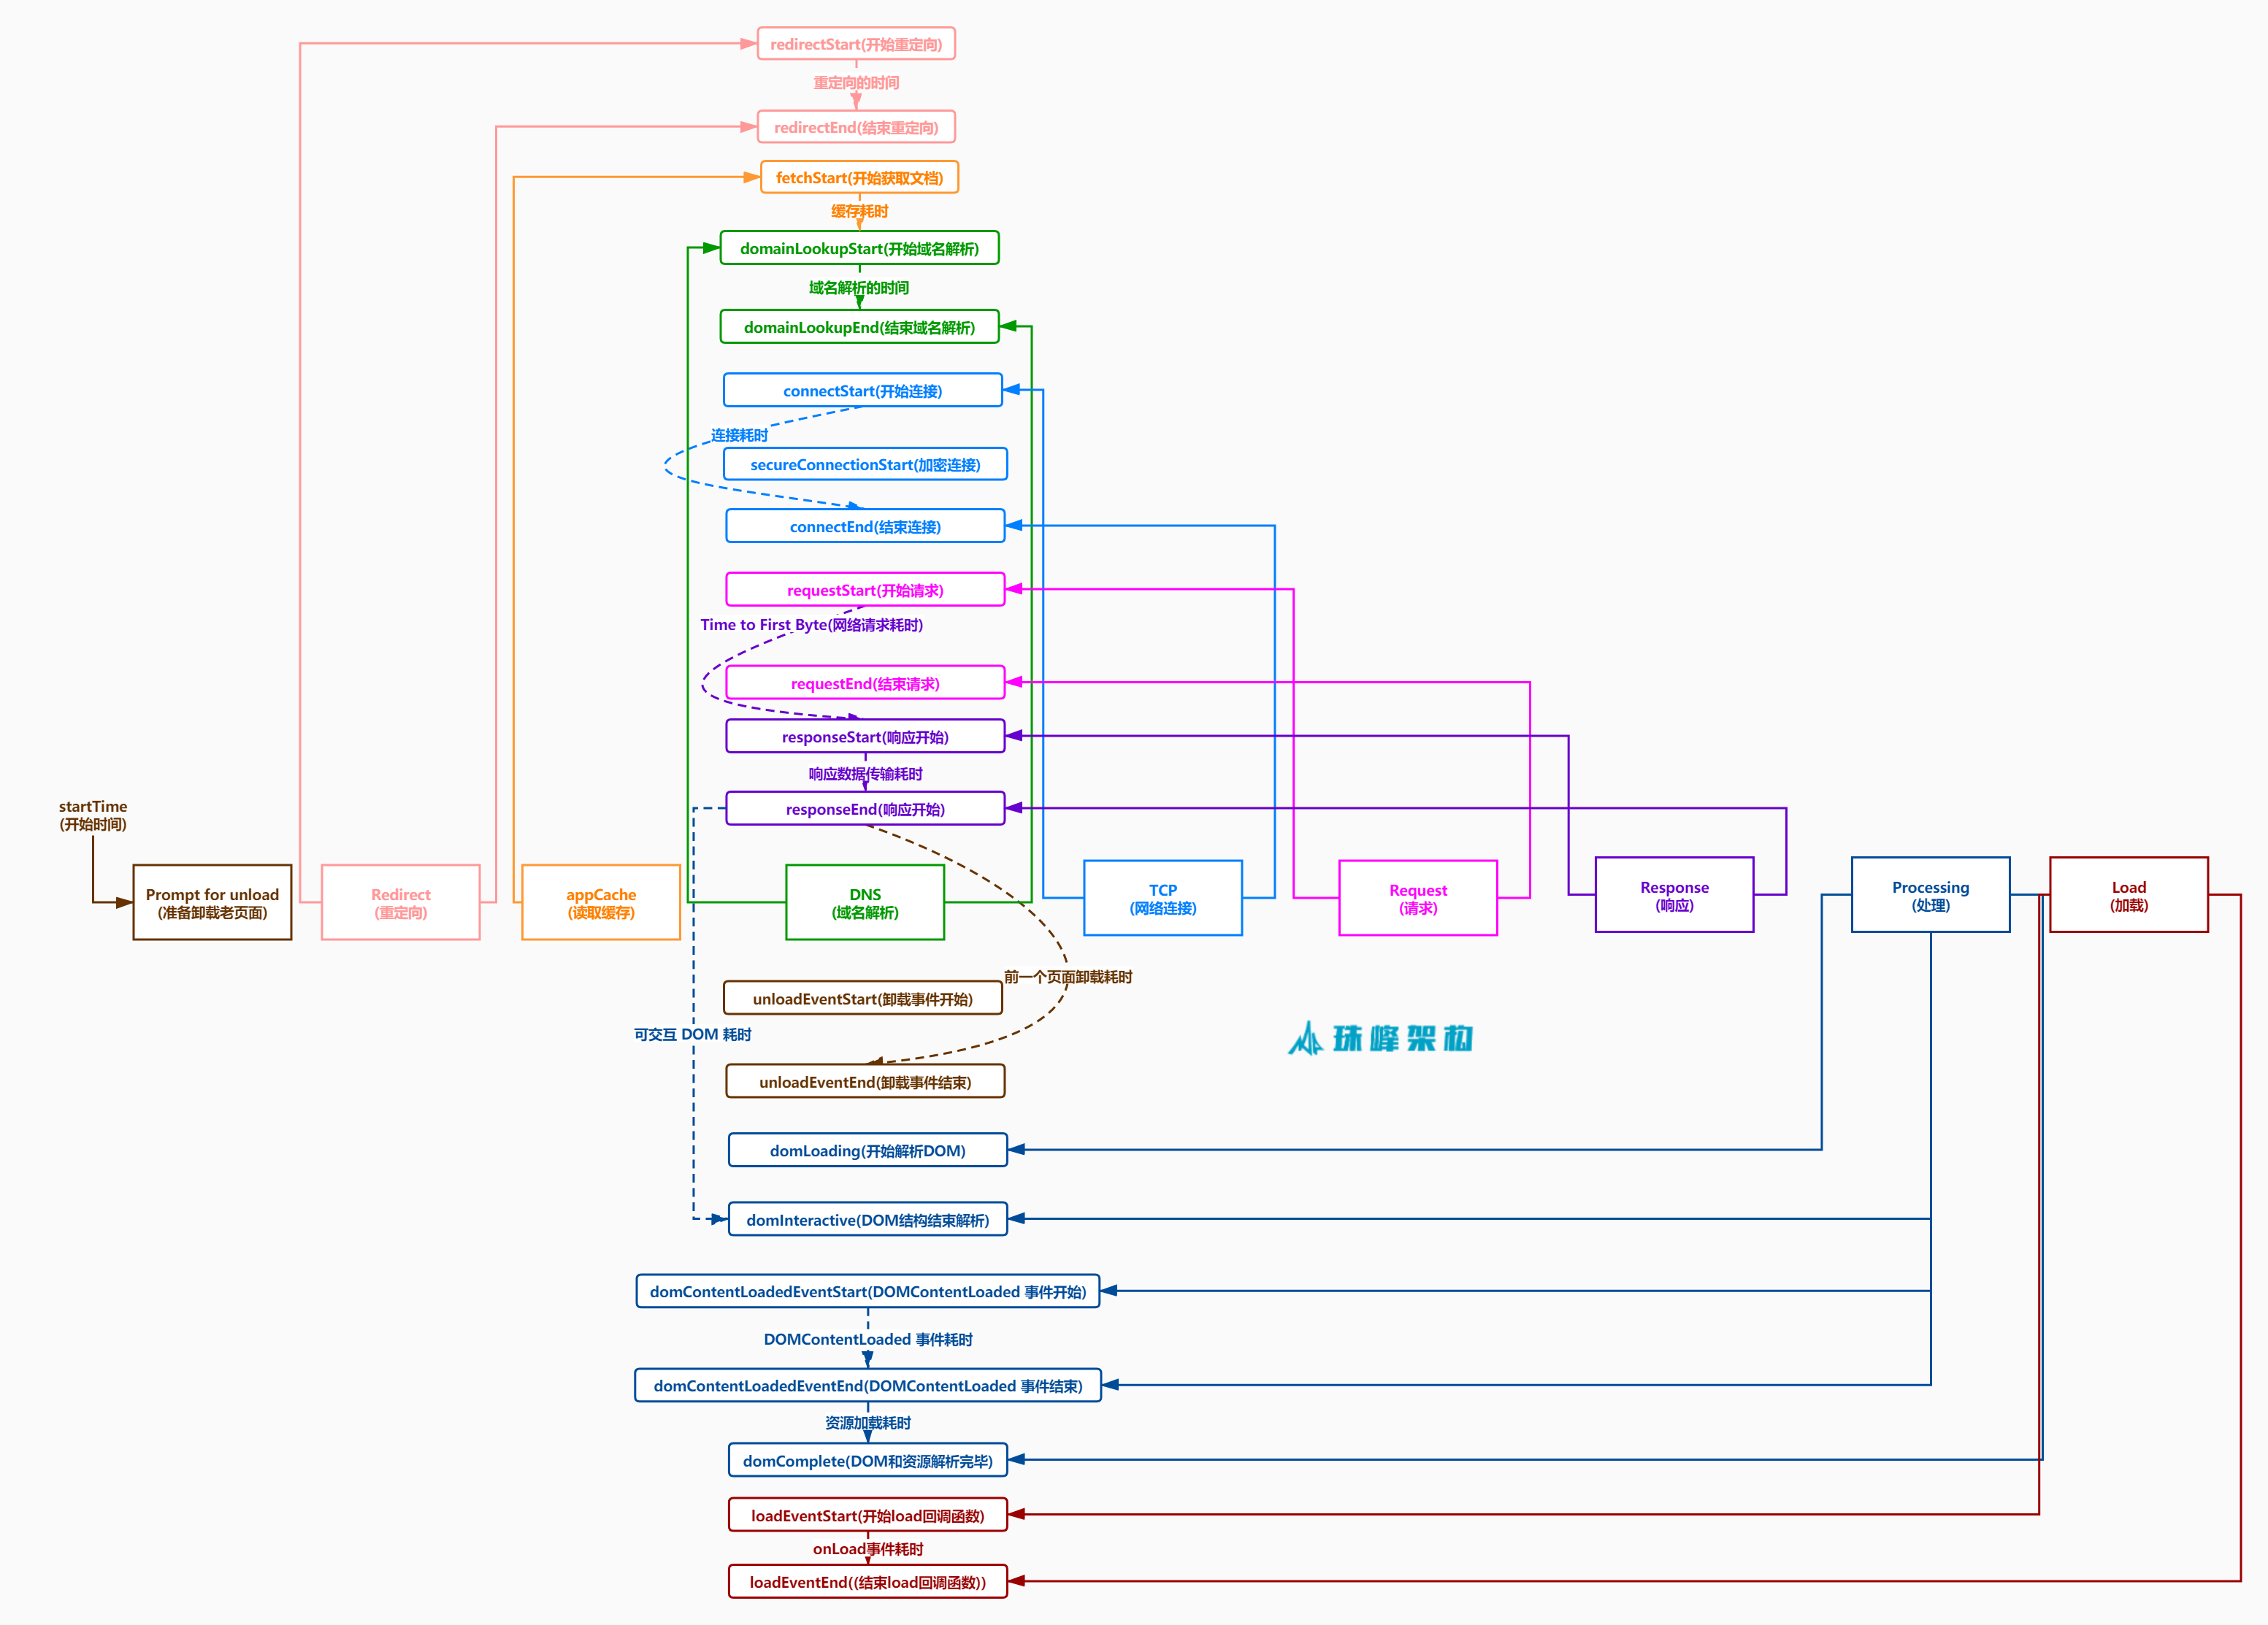 redirectStart(开始重定向)
重定向的时间
redirectEnd(结束重定向)
fetchStart(开始获取文档)
缓存耗时
domainLookupStart(开始域名解析)
域名解析的时间
domainLookupEnd(结束域名解析)
connectStart(开始连接)
连接耗时
secureConnectionStart(加密连接)
connectEnd(结束连接)
requestStart(开始请求)
Time to First Byte(网络请求耗时)
requestEnd(结束请求)
responseStart(响应开始)
响应数据传输耗时
responseEnd(响应开始)
startTime
(开始时间)
Prompt for unload
(准备卸载老页面)
Redirect
(重定向)
appCache
(读取缓存)
DNS
(域名解析)
TCP
(网络连接)
Request
(请求)
Response
(响应)
Processing
(处理)
Load
(加载)
前一个页面卸载耗时
unloadEventStart(卸载事件开始)
可交互 DOM 耗时
珠峰架构
unloadEventEnd(卸载事件结束)
domLoading(开始解析DOM)
domInteractive(DOM结构结束解析)
domContentLoadedEventStart(DOMContentLoaded 事件开始)
DOMContentLoaded 事件耗时
domContentLoadedEventEnd(DOMContentLoaded 事件结束)
资源加载耗时
domComplete(DOM和资源解析完毕)
loadEventStart(开始load回调函数)
onLoad事件耗时
loadEventEnd((结束load回调函数))